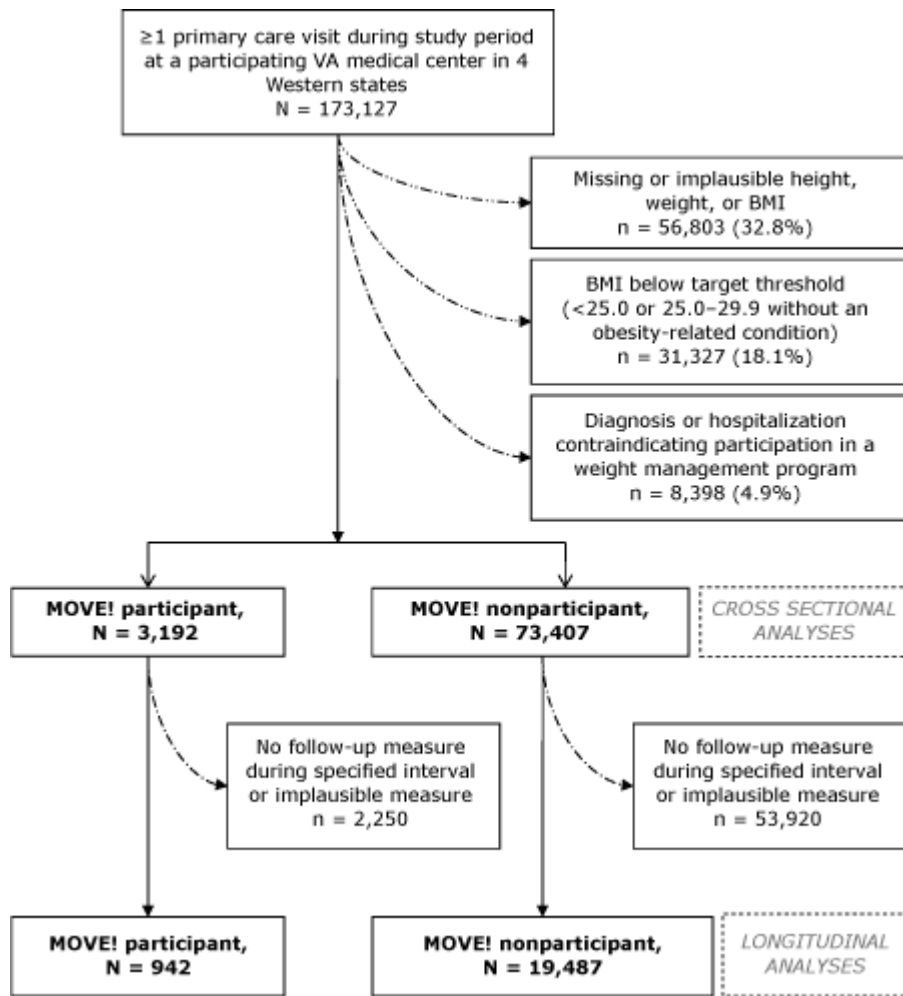 ≥1 primary care visit during study period
at a participating VA medical center in 4
Western states
N = 173,127
Missing or implausible height,
weight, or BMI
n = 56,803 (32.8%)
BMI below target threshold
(<25.0 or 25.0–29.9 without an
obesity-related condition)
n = 31,327 (18.1%)
Diagnosis or hospitalization
contraindicating participation in a
weight management program
n = 8,398 (4.9%)
MOVE! participant,
N = 3,192
MOVE! nonparticipant,
N = 73,407
CROSS SECTIONAL
ANALYSES
No follow-up measure
during specified interval
or implausible measure
n = 2,250
No follow-up measure
during specified interval
or implausible measure
n = 53,920
MOVE! participant,
N = 942
MOVE! nonparticipant,
N = 19,487
LONGITUDINAL
ANALYSES